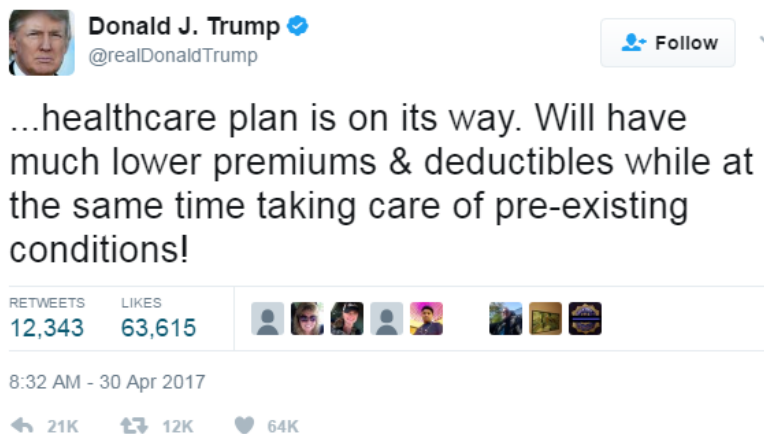 Donald J. Trump
@realDonaldTrump
Follow
...healthcare plan is on its way. Will have
much lower premiums & deductibles while at
the same time taking care of pre-existing
conditions!
RETWEETS LIKES
12,343 63,615
8:32 AM - 30 Apr 2017
21K 12K 64K